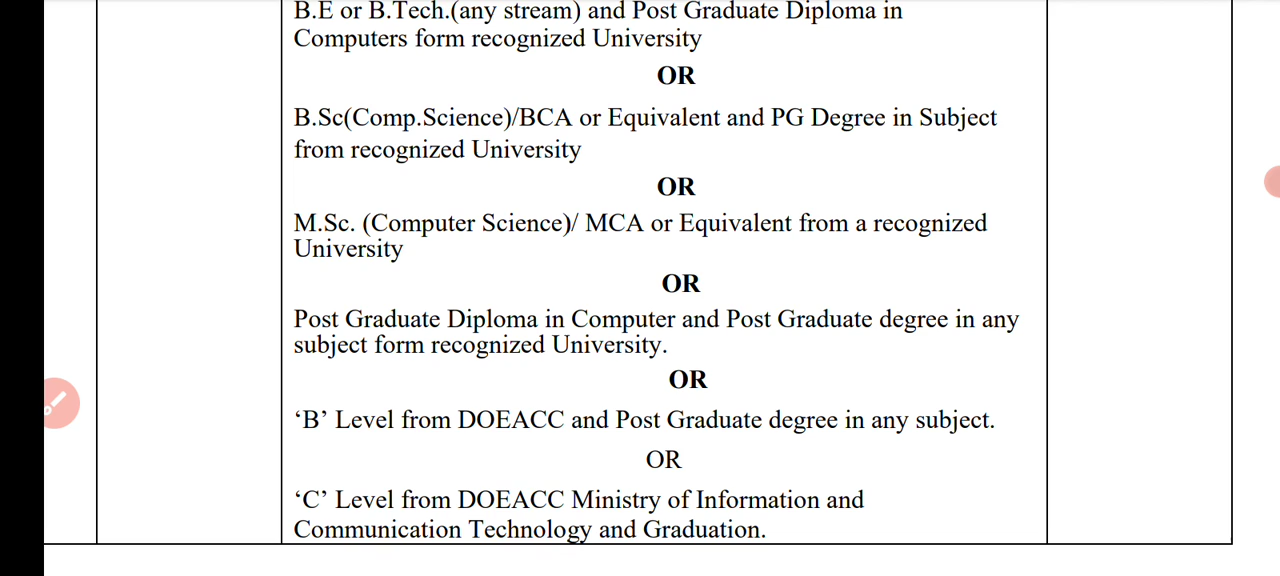 B.E or B.Tech.(any stream) and Post Graduate Diploma in
Computers form recognized University
OR
B.Sc(Comp.Science)/BCA or Equivalent and PG Degree in Subject
from recognized University
OR
M.Sc. (Computer Science)/ MCA or Equivalent from a recognized
University
OR
Post Graduate Diploma in Computer and Post Graduate degree in any
subject form recognized University.
OR
‘B’ Level from DOEACC and Post Graduate degree in any subject.
OR
‘C’ Level from DOEACC Ministry of Information and
Communication Technology and Graduation.